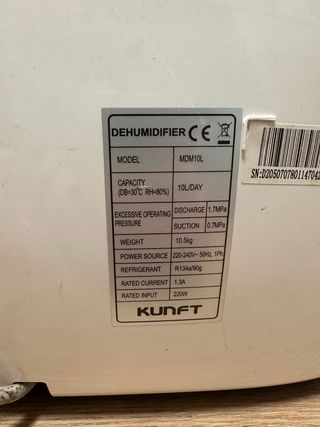 DEHUMIDIFIER CE
MODEL MDM10L
CAPACITY
(DB=30℃ RH=80%) 10L/DAY
EXCESSIVE OPERATING
PRESSURE
DISCHARGE 1.7MPa
SUCTION 0.7MPa
WEIGHT 10.5kg
POWER SOURCE 220-240V~ 50Hz, 1Ph
REFRIGERANT R134a/90g
RATED CURRENT 1.3A
RATED INPUT 220W
KUNFT